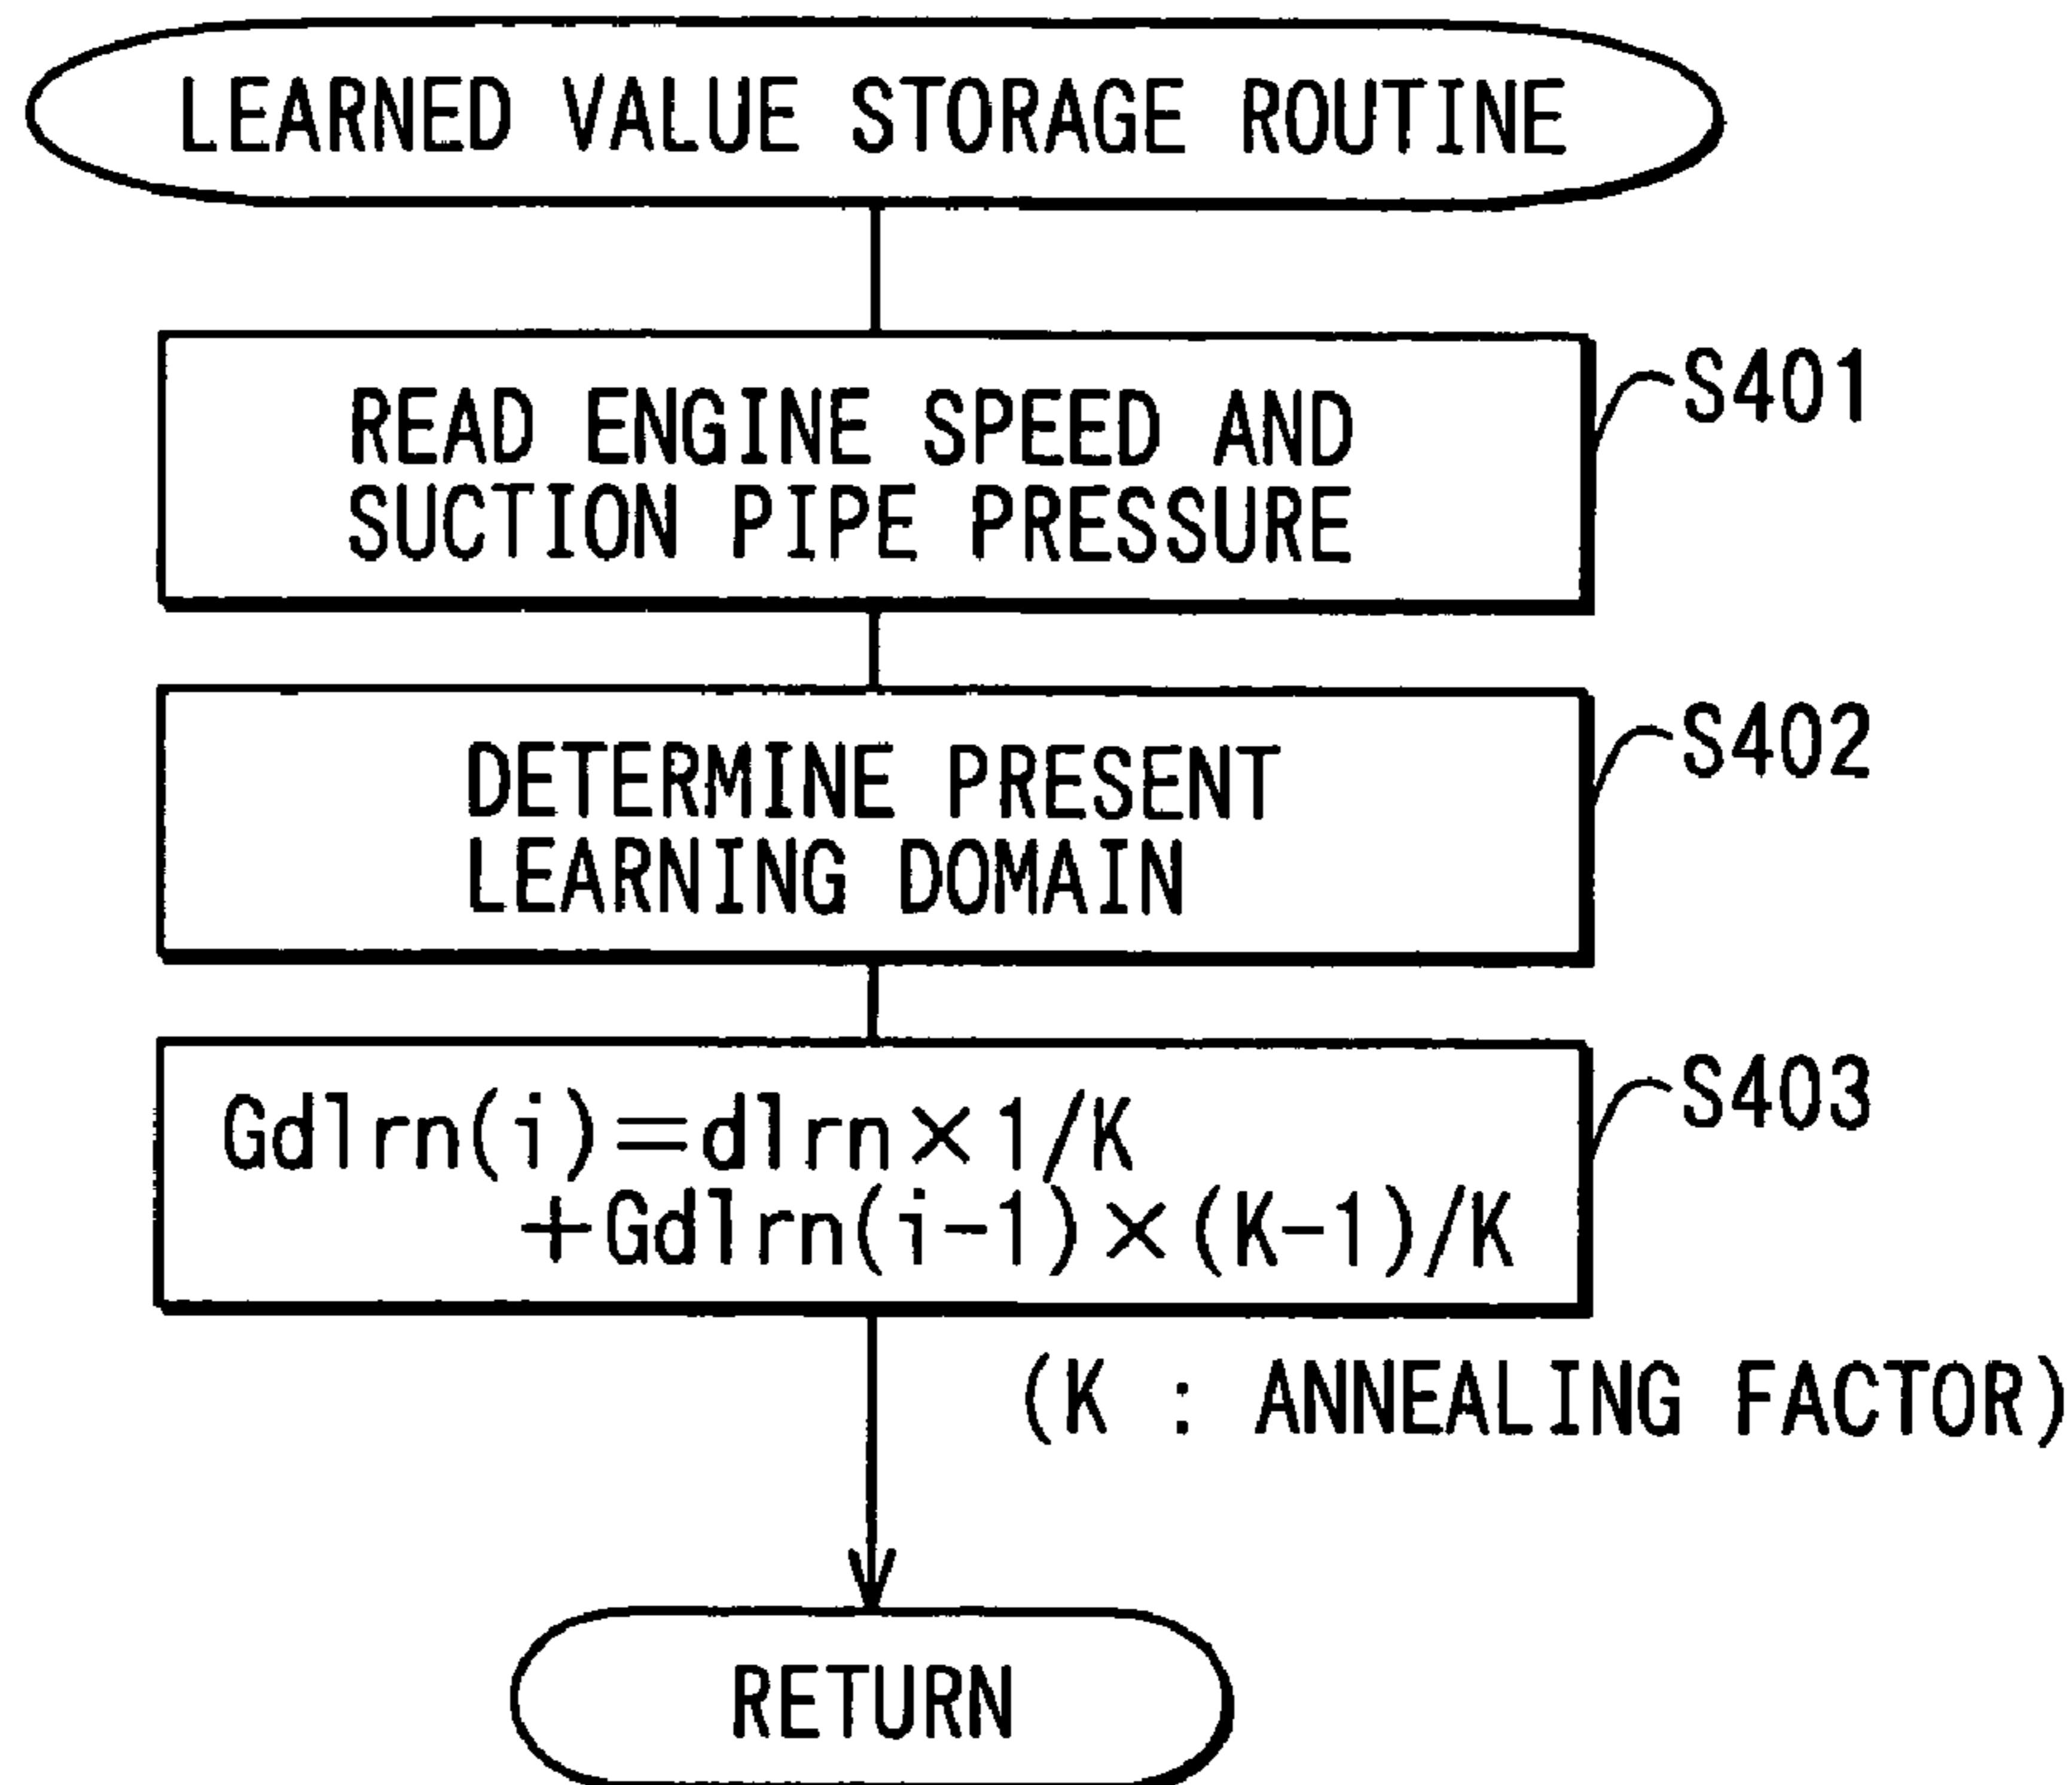 LEARNED VALUE STORAGE ROUTINE
READ ENGINE SPEED AND
SUCTION PIPE PRESSURE
S401
DETERMINE PRESENT
LEARNING DOMAIN
S402
Gdlrn(i)=dlrn×1/K
+Gdlrn(i-1)×(K-1)/K
S403
(K : ANNEALING FACTOR)
RETURN